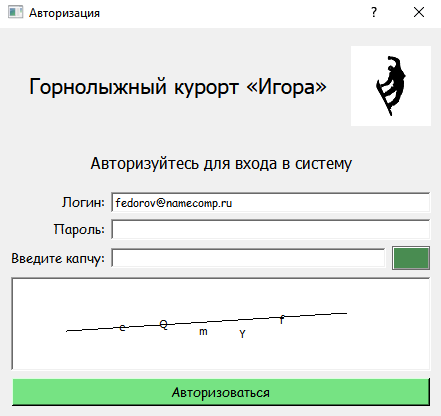 Авторизация ?
Горнолыжный курорт «Игора»
Авторизуйтесь для входа в систему
Логин: fedorov@namecomp.ru
Пароль:
Введите капчу:
e Q m Y f
Авторизоваться